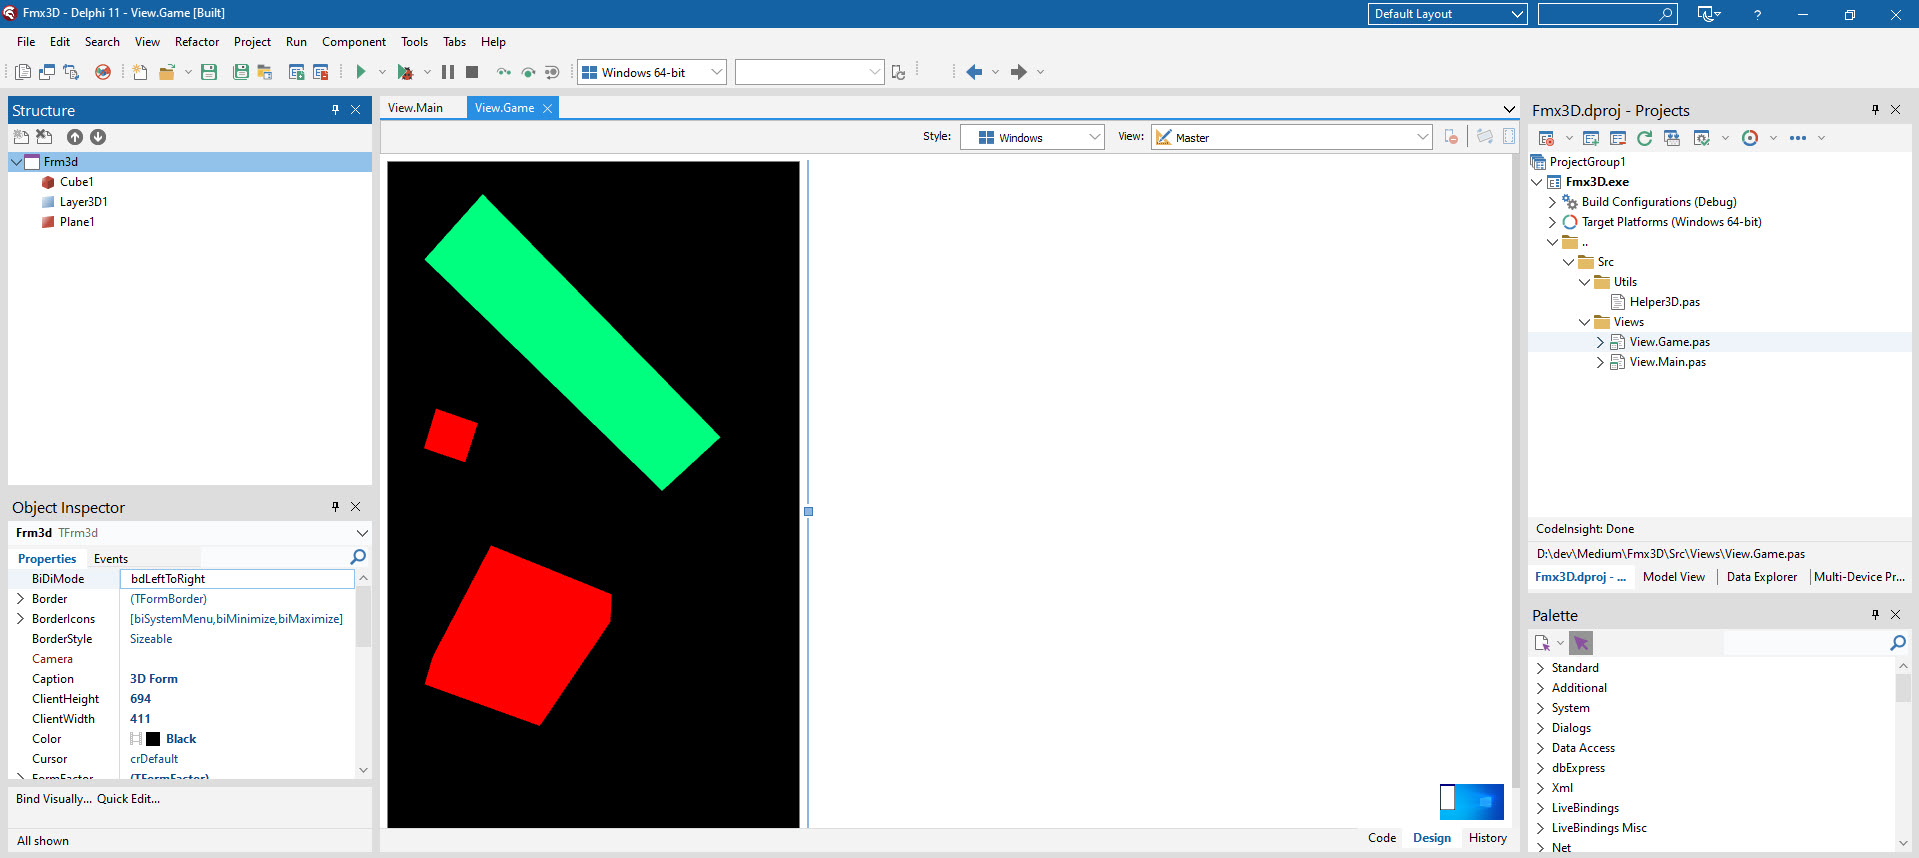 Fmx3D - Delphi 11 - View.Game [Built]
Default Layout
?
File Edit Search View Refactor Project Run Component Tools Tabs Help
Windows 64-bit
Structure
Frm3d
Cube1
Layer3D1
Plane1
Object Inspector
Frm3d TFrm3d
Properties Events
BiDiMode bdLeftToRight
Border (TFormBorder)
BorderIcons [biSystemMenu,biMinimize,biMaximize]
BorderStyle Sizeable
Camera
Caption 3D Form
ClientHeight 694
ClientWidth 411
Color Black
Cursor crDefault
FormFactor (TFormFactor)
Bind Visually... Quick Edit...
All shown
View.Main View.Game
Style: Windows View: Master
Code Design History
Fmx3D.dproj - Projects
ProjectGroup1
Fmx3D.exe
Build Configurations (Debug)
Target Platforms (Windows 64-bit)
..
Src
Utils
Helper3D.pas
Views
View.Game.pas
View.Main.pas
CodeInsight: Done
D:\dev\Medium\Fmx3D\Src\Views\View.Game.pas
Fmx3D.dproj - ... Model View Data Explorer Multi-Device Pr...
Palette
Standard
Additional
System
Dialogs
Data Access
dbExpress
Xml
LiveBindings
LiveBindings Misc
Net